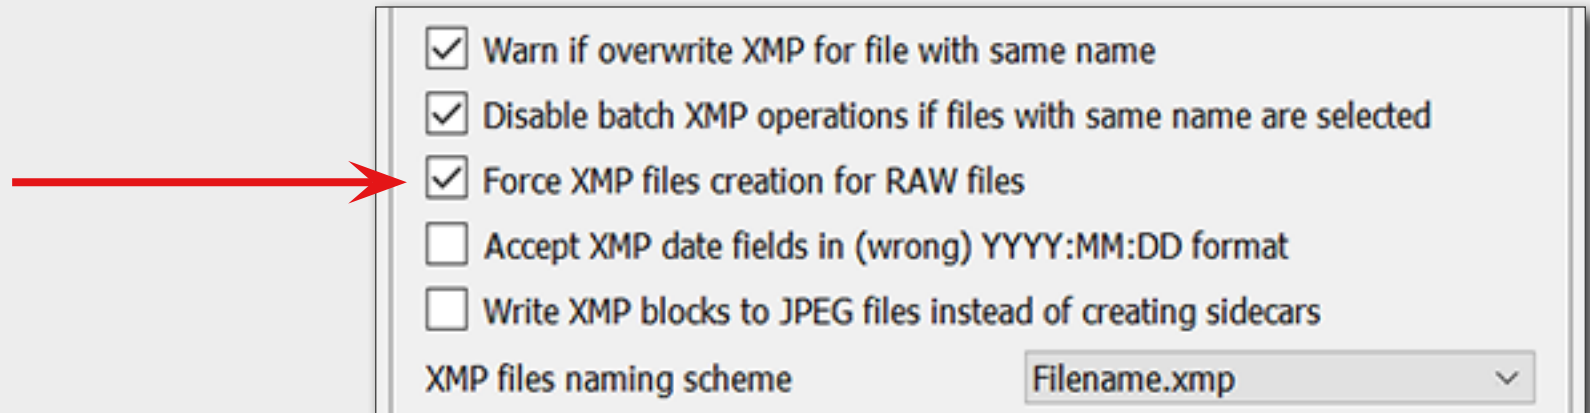 Warn if overwrite XMP for file with same name
Disable batch XMP operations if files with same name are selected
Force XMP files creation for RAW files
Accept XMP date fields in (wrong) YYYY:MM:DD format
Write XMP blocks to JPEG files instead of creating sidecars
XMP files naming scheme Filename.xmp